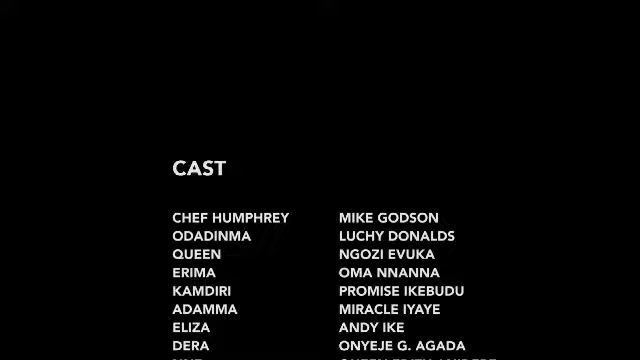 CAST
CHEF HUMPHREY MIKE GODSON
ODADINMA LUCHY DONALDS
QUEEN NGOZI EVUKA
ERIMA OMA NNANNA
KAMDIRI PROMISE IKEBUDU
ADAMMA MIRACLE IYAYE
ELIZA ANDY IKE
DERA ONYEJE G. AGADA